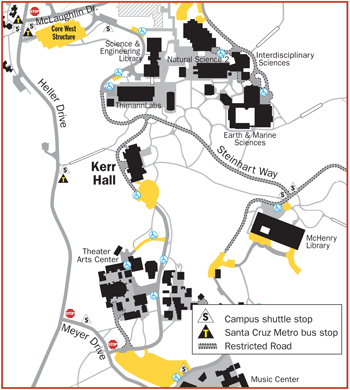 STOP
McLaughlin Dr.
Core West
Structure
Science &
Engineering
Library
Natural Science 2
Interdisciplinary
Sciences
Heller Drive
Thimann Labs
Earth & Marine
Sciences
Kerr
Hall
Steinhart Way
McHenry
Library
Theater
Arts Center
STOP
Meyer Drive
STOP
Music Center
S Campus shuttle stop
T Santa Cruz Metro bus stop
Restricted Road